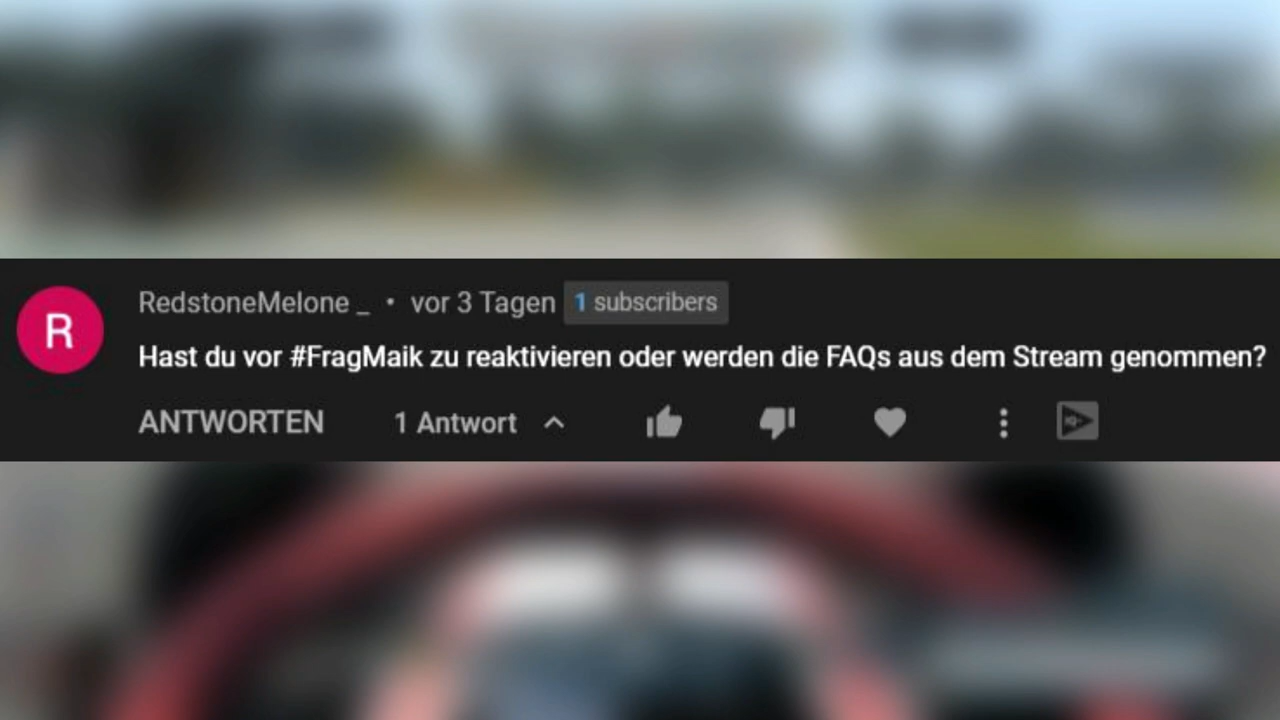 R
RedstoneMelone _ • vor 3 Tagen 1 subscribers
Hast du vor #FragMaik zu reaktivieren oder werden die FAQs aus dem Stream genommen?
ANTWORTEN 1 Antwort